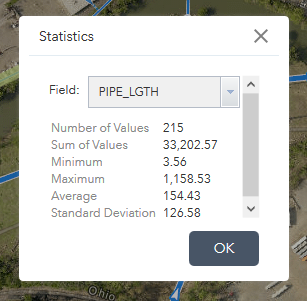 Statistics
Field: PIPE_LGTH
Number of Values 215
Sum of Values 33,202.57
Minimum 3.56
Maximum 1,158.53
Average 154.43
Standard Deviation 126.58
OK
Ohio